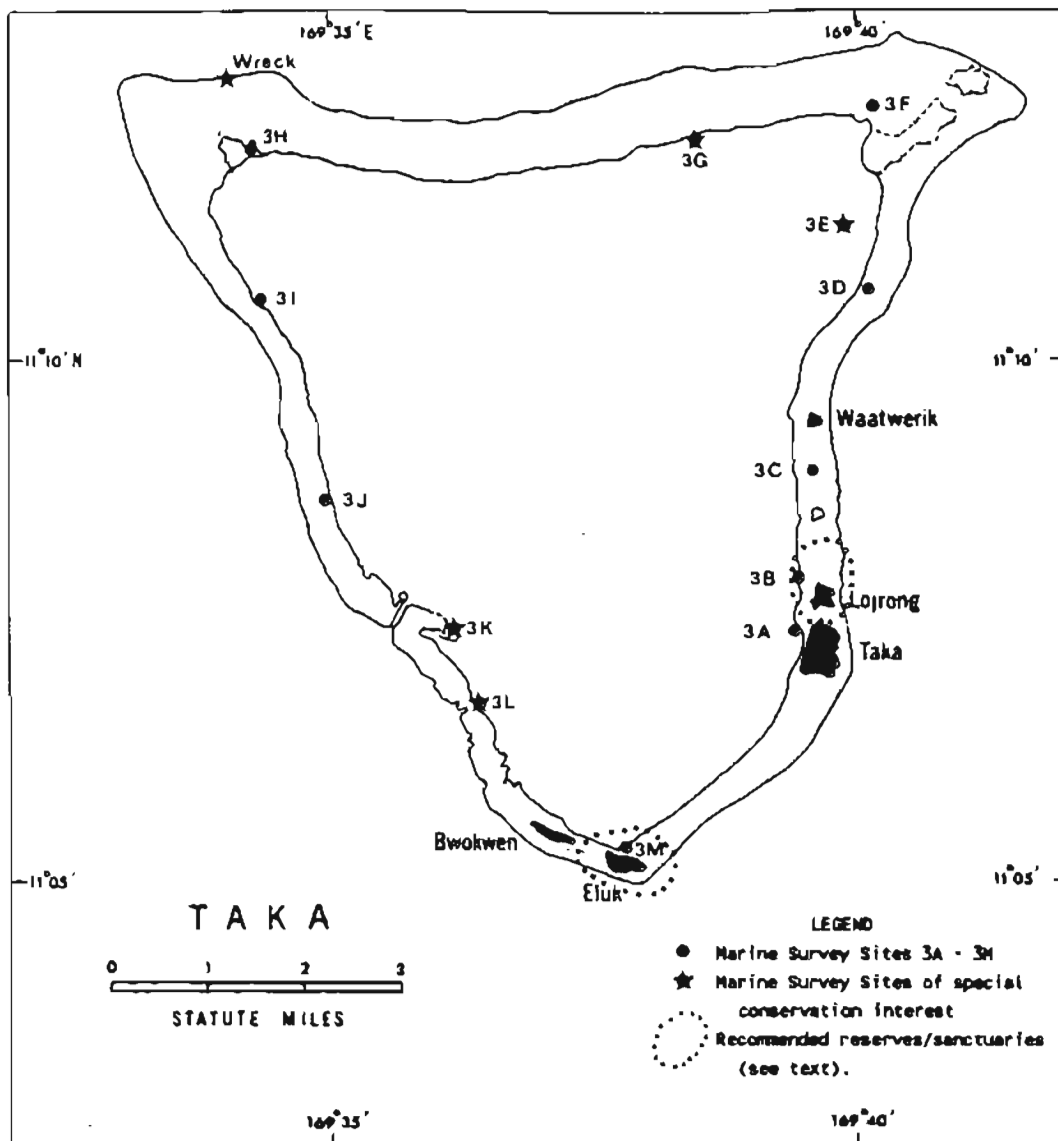 169°35'E
169°40'
Wreck
3F
3H
3G
3E
3D
3I
11°10'N
11°10'
Waatwerik
3C
3J
3B
Lojrong
3K
3A
Taka
3L
Bwokwen
3M
Eluk
11°05'
11°05'
TAKA
0 1 2 3
STATUTE MILES
LEGEND
Marine Survey Sites 3A - 3M
Marine Survey Sites of special
conservation interest
Recommended reserves/sanctuaries
(see text).
169°35'
169°40'